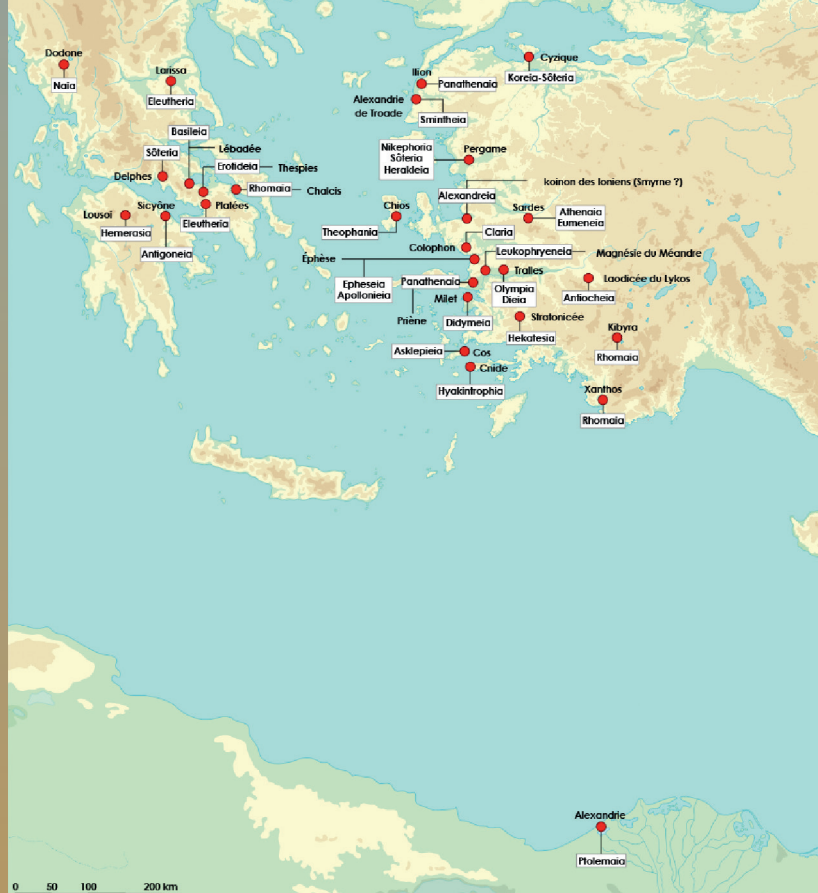 Dodone
Naia
Larissa
Eleutheria
Ilion
Panathenaia
Cyzique
Koreia-Sôteria
Alexandrie
de Troade
Smintheia
Basileia
Lébadée
Sôteria
Delphes
Erotideia
Thespies
Rhomaia
Chalcis
Nikephoria
Sôteria
Herakleia
Pergame
koinon des Ioniens (Smyrne ?)
Alexandreia
Lousoi
Hemerasia
Sicyône
Antigoneia
Platées
Eleutheria
Chios
Theophania
Sardes
Athenaia
Eumeneia
Colophon
Claria
Éphèse
Epheseia
Apollonieia
Leukophryeneia
Magnésie du Méandre
Panathenaia
Priène
Tralles
Olympia
Dieia
Laodicée du Lykos
Antiocheia
Milet
Didymeia
Stratonicée
Hekatesia
Kibyra
Rhomaia
Asklepieia
Cos
Cnide
Hyakintrophia
Xanthos
Rhomaia
Alexandrie
Ptolemaia
0 50 100 200 km